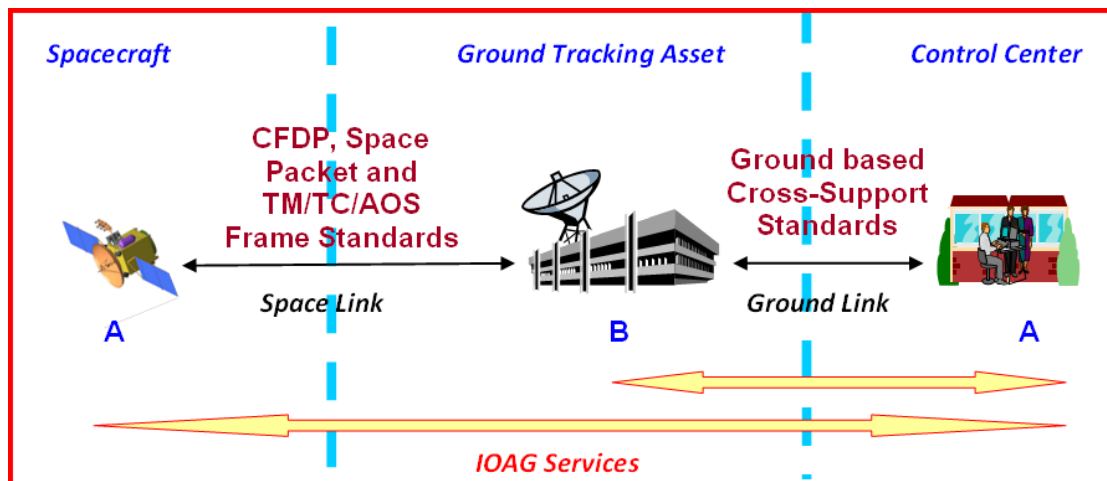 Spacecraft
Ground Tracking Asset
Control Center
CFDP, Space
Packet and
TM/TC/AOS
Frame Standards
Ground based
Cross-Support
Standards
Space Link
Ground Link
A
B
A
IOAG Services